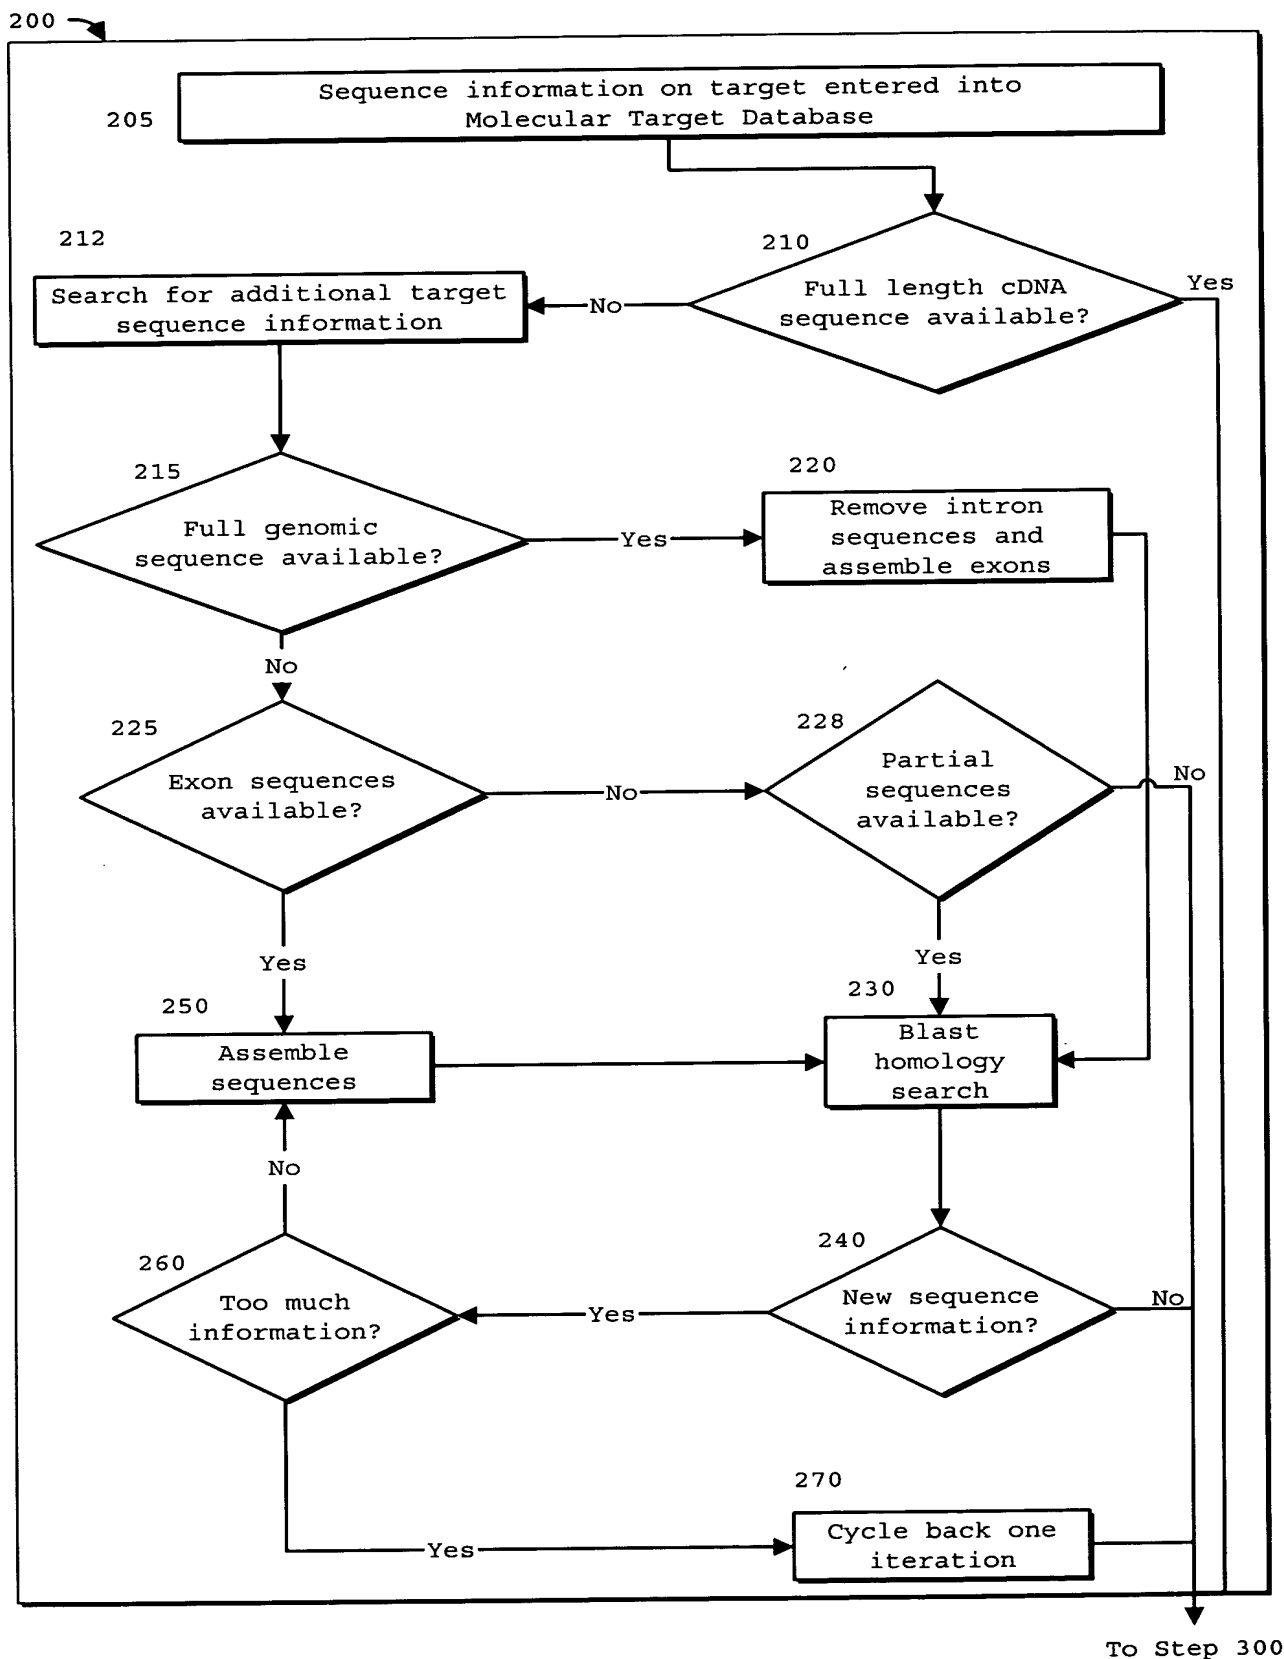 200
Sequence information on target entered into
Molecular Target Database
205
212
210
Search for additional target
sequence information
No
Full length cDNA
sequence available?
Yes
215
220
Full genomic
sequence available?
Yes
Remove intron
sequences and
assemble exons
No
225
228
Exon sequences
available?
No
Partial
sequences
available?
No
Yes
Yes
250
230
Assemble
sequences
Blast
homology
search
No
260
240
Too much
information?
Yes
New sequence
information?
No
270
Yes
Cycle back one
iteration
To Step 300